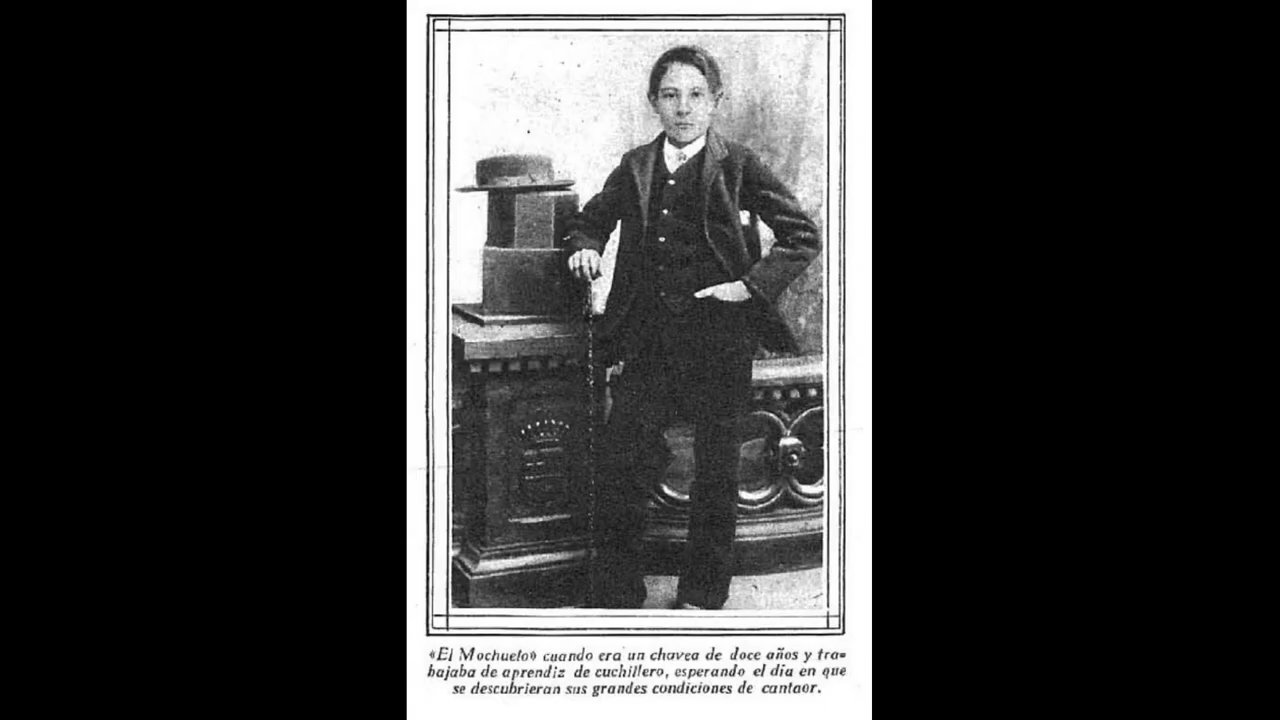 «El Mochuelo» cuando era un chavea de doce años y tra=
bajaba de aprendiz de cuchillero, esperando el día en que
se descubrieran sus grandes condiciones de cantaor.